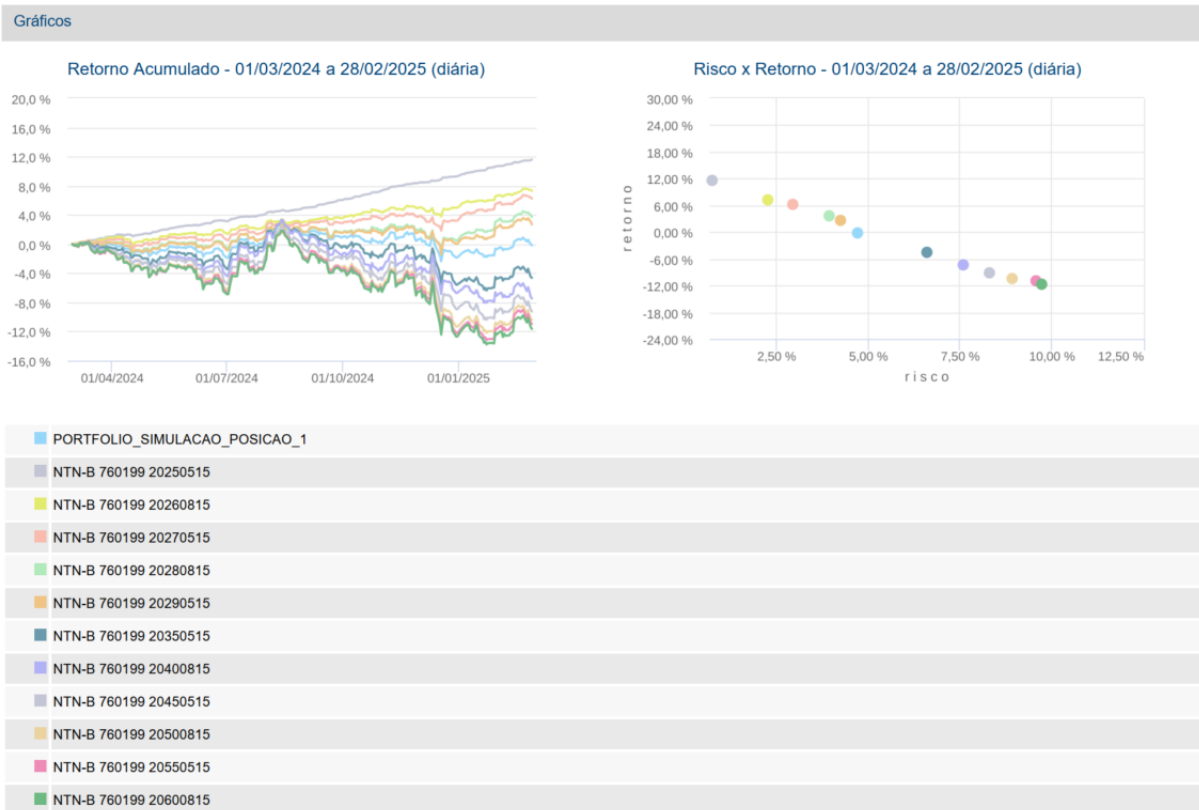 Gráficos
Retorno Acumulado - 01/03/2024 a 28/02/2025 (diária)
20,0 %
16,0 %
12,0 %
8,0 %
4,0 %
0,0 %
-4,0 %
-8,0 %
-12,0 %
-16,0 %
01/04/2024 01/07/2024 01/10/2024 01/01/2025
Risco x Retorno - 01/03/2024 a 28/02/2025 (diária)
retorno
30,00 %
24,00 %
18,00 %
12,00 %
6,00 %
0,00 %
-6,00 %
-12,00 %
-18,00 %
-24,00 %
2,50 % 5,00 % 7,50 % 10,00 % 12,50 %
risco
PORTFOLIO_SIMULACAO_POSICAO_1
NTN-B 760199 20250515
NTN-B 760199 20260815
NTN-B 760199 20270515
NTN-B 760199 20280815
NTN-B 760199 20290515
NTN-B 760199 20350515
NTN-B 760199 20400815
NTN-B 760199 20450515
NTN-B 760199 20500815
NTN-B 760199 20550515
NTN-B 760199 20600815